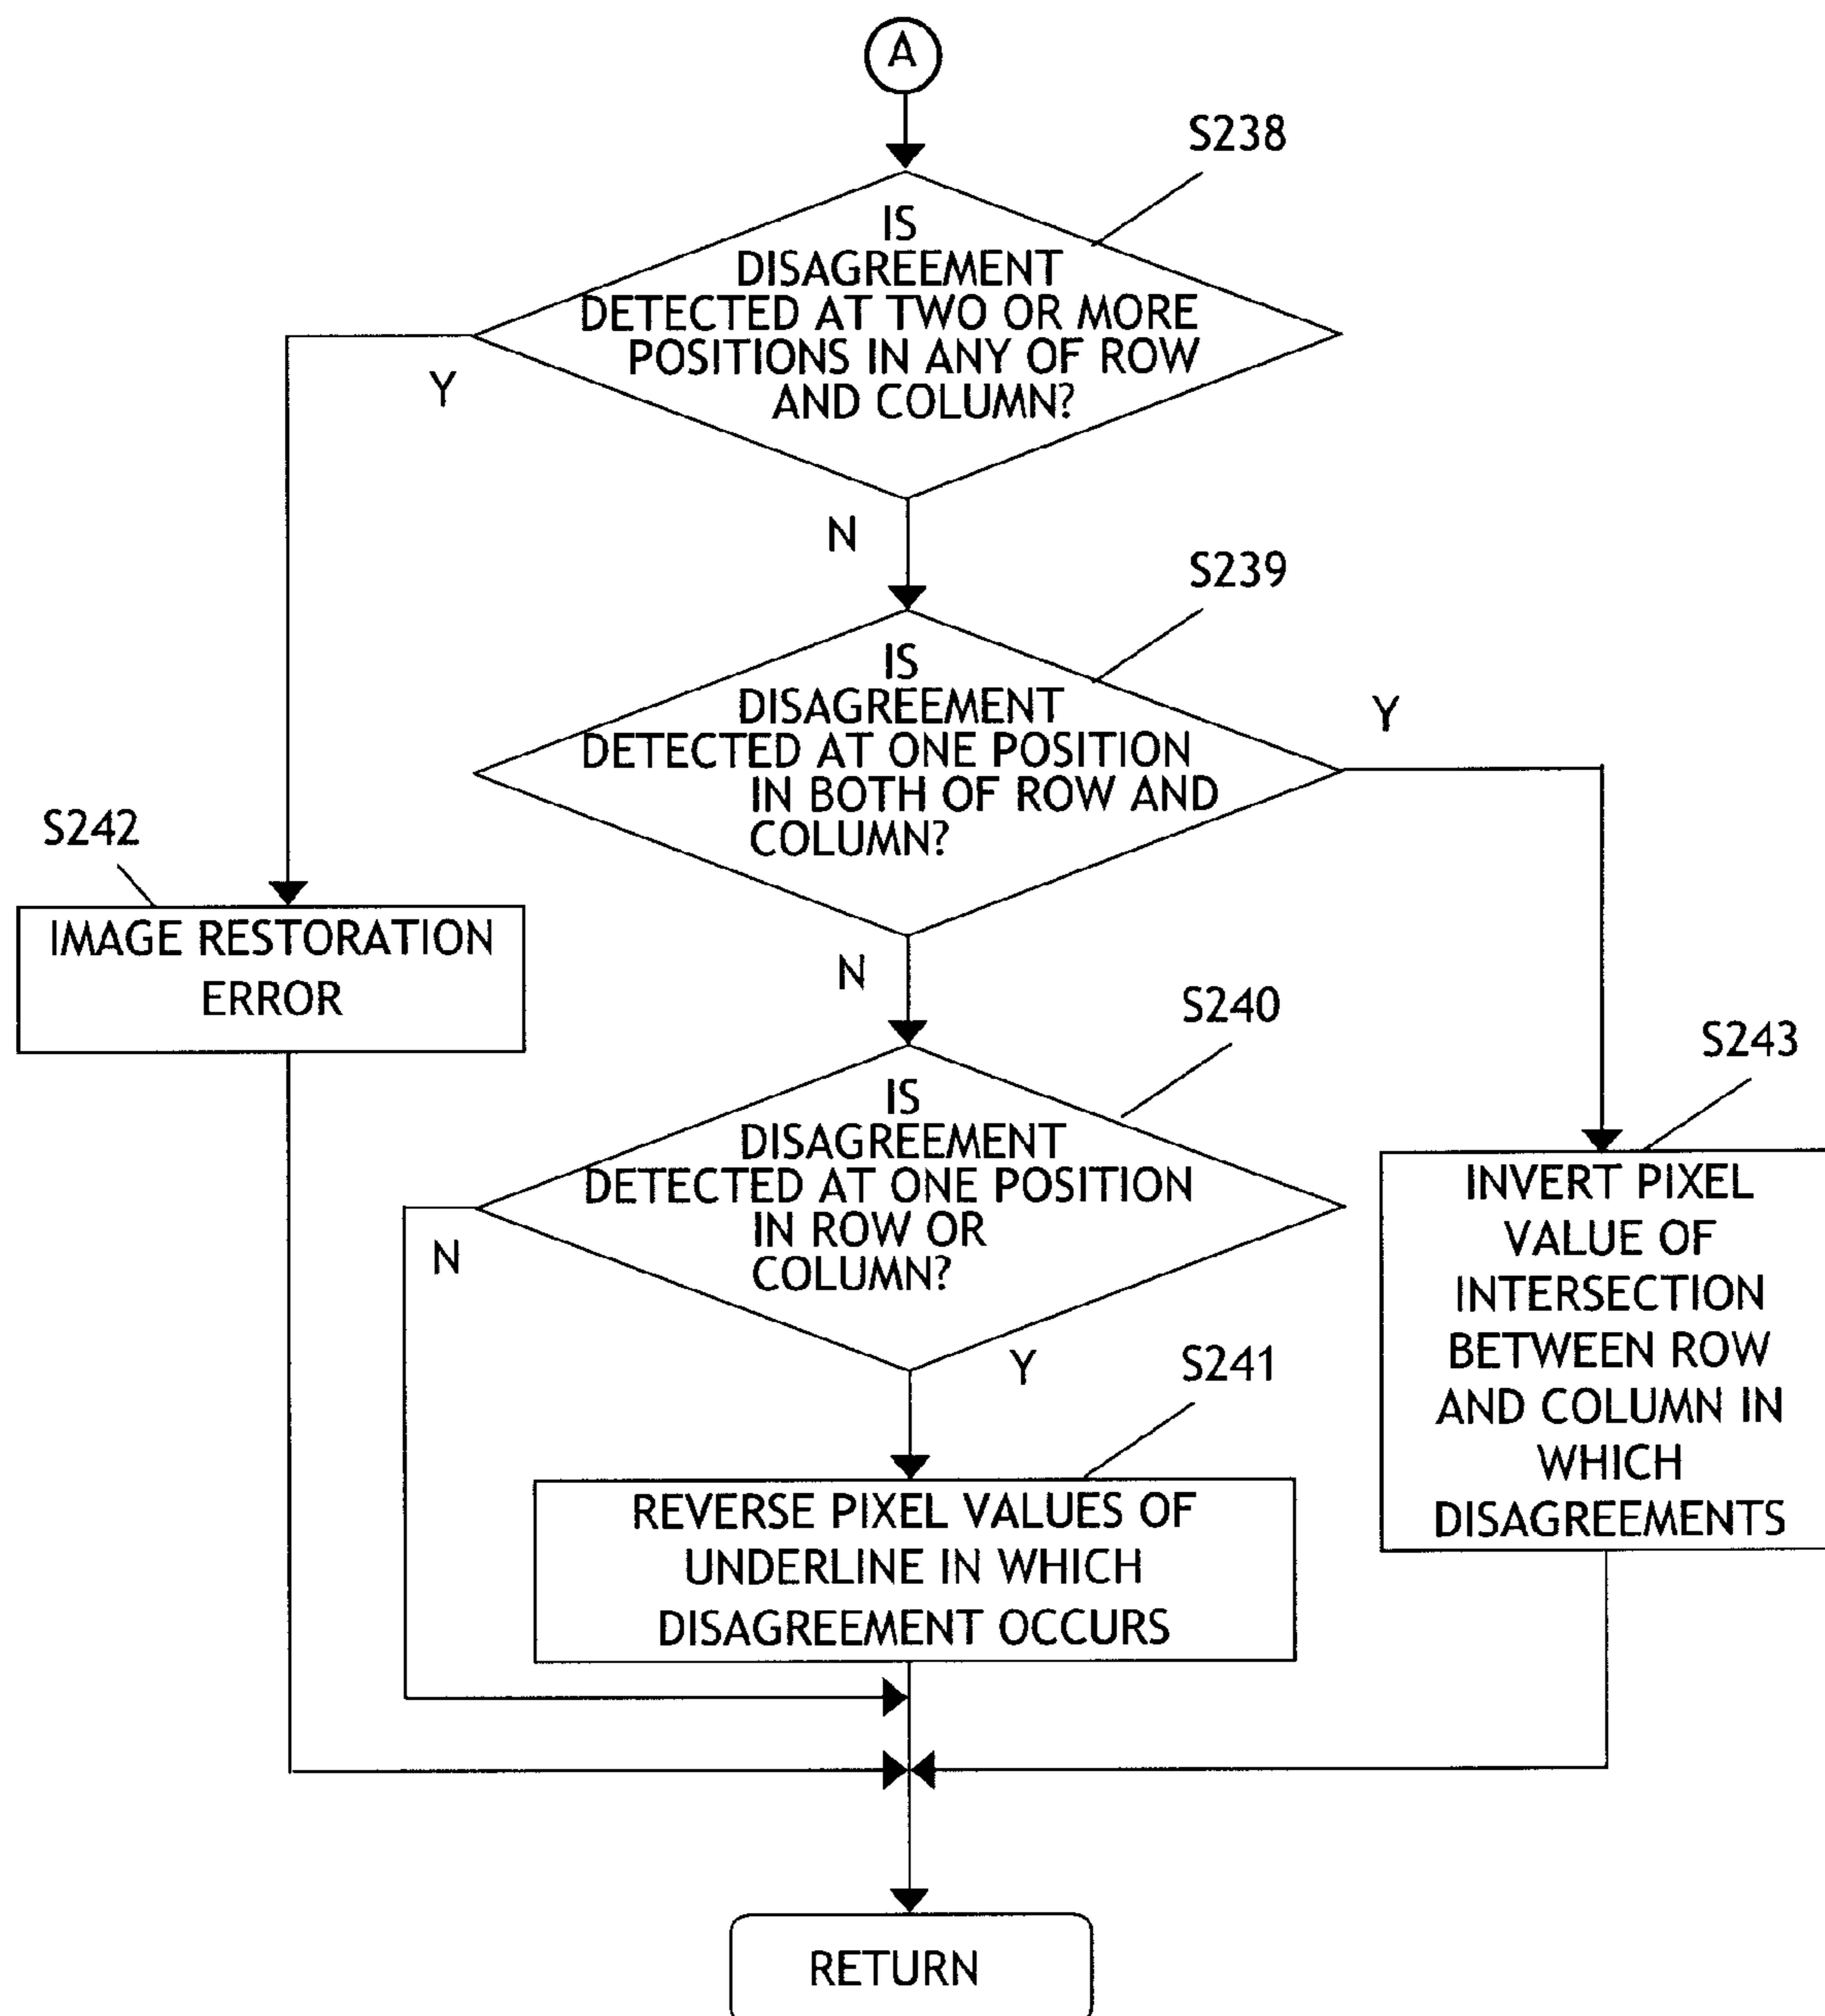 A
S238
IS
DISAGREEMENT
DETECTED AT TWO OR MORE
POSITIONS IN ANY OF ROW
AND COLUMN?
Y
N
S239
IS
DISAGREEMENT
DETECTED AT ONE POSITION
IN BOTH OF ROW AND
COLUMN?
Y
N
S242
IMAGE RESTORATION
ERROR
S240
IS
DISAGREEMENT
DETECTED AT ONE POSITION
IN ROW OR
COLUMN?
N
Y
S243
INVERT PIXEL
VALUE OF
INTERSECTION
BETWEEN ROW
AND COLUMN IN
WHICH
DISAGREEMENTS
S241
REVERSE PIXEL VALUES OF
UNDERLINE IN WHICH
DISAGREEMENT OCCURS
RETURN